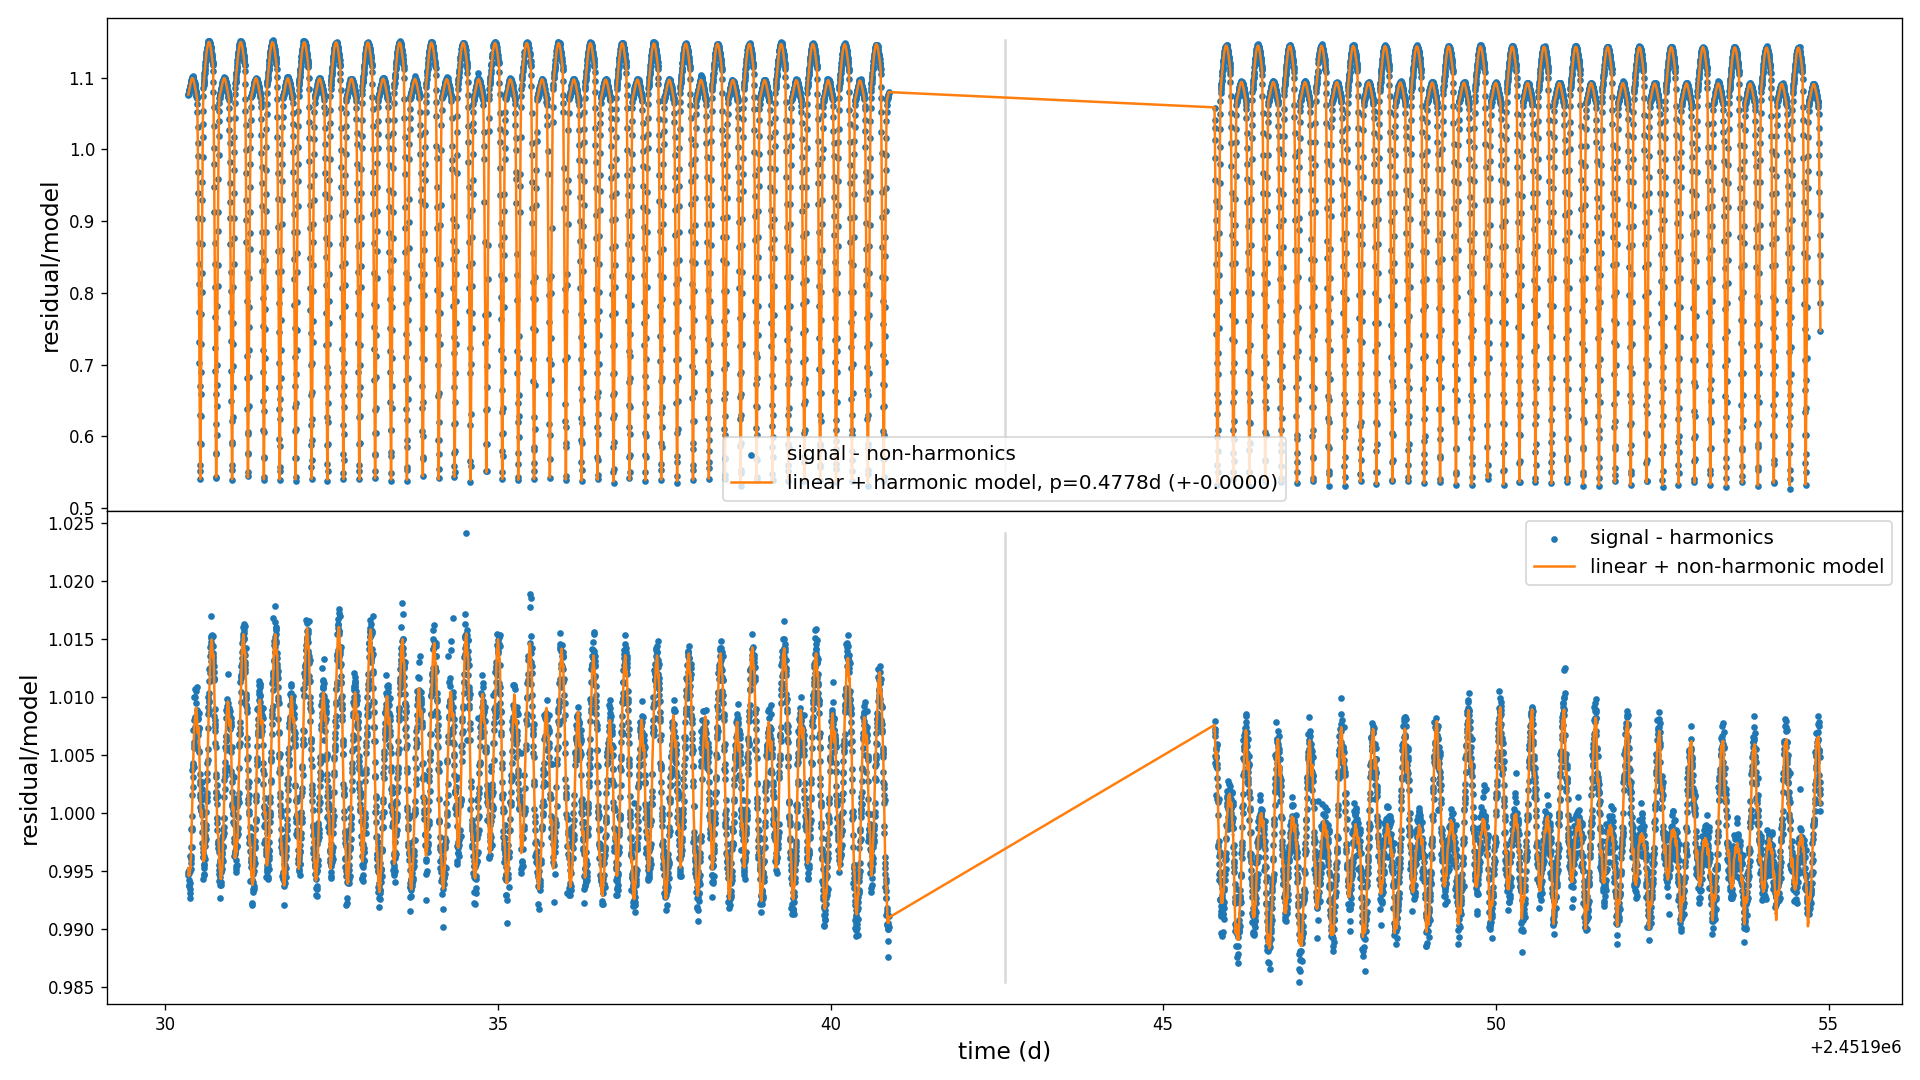 residual/model
1.1
1.0
0.9
0.8
0.7
0.6
0.5
signal - non-harmonics
linear + harmonic model, p=0.4778d (+-0.0000)
residual/model
1.025
1.020
1.015
1.010
1.005
1.000
0.995
0.990
0.985
signal - harmonics
linear + non-harmonic model
30 35 40 45 50 55
time (d)
+2.4519e6